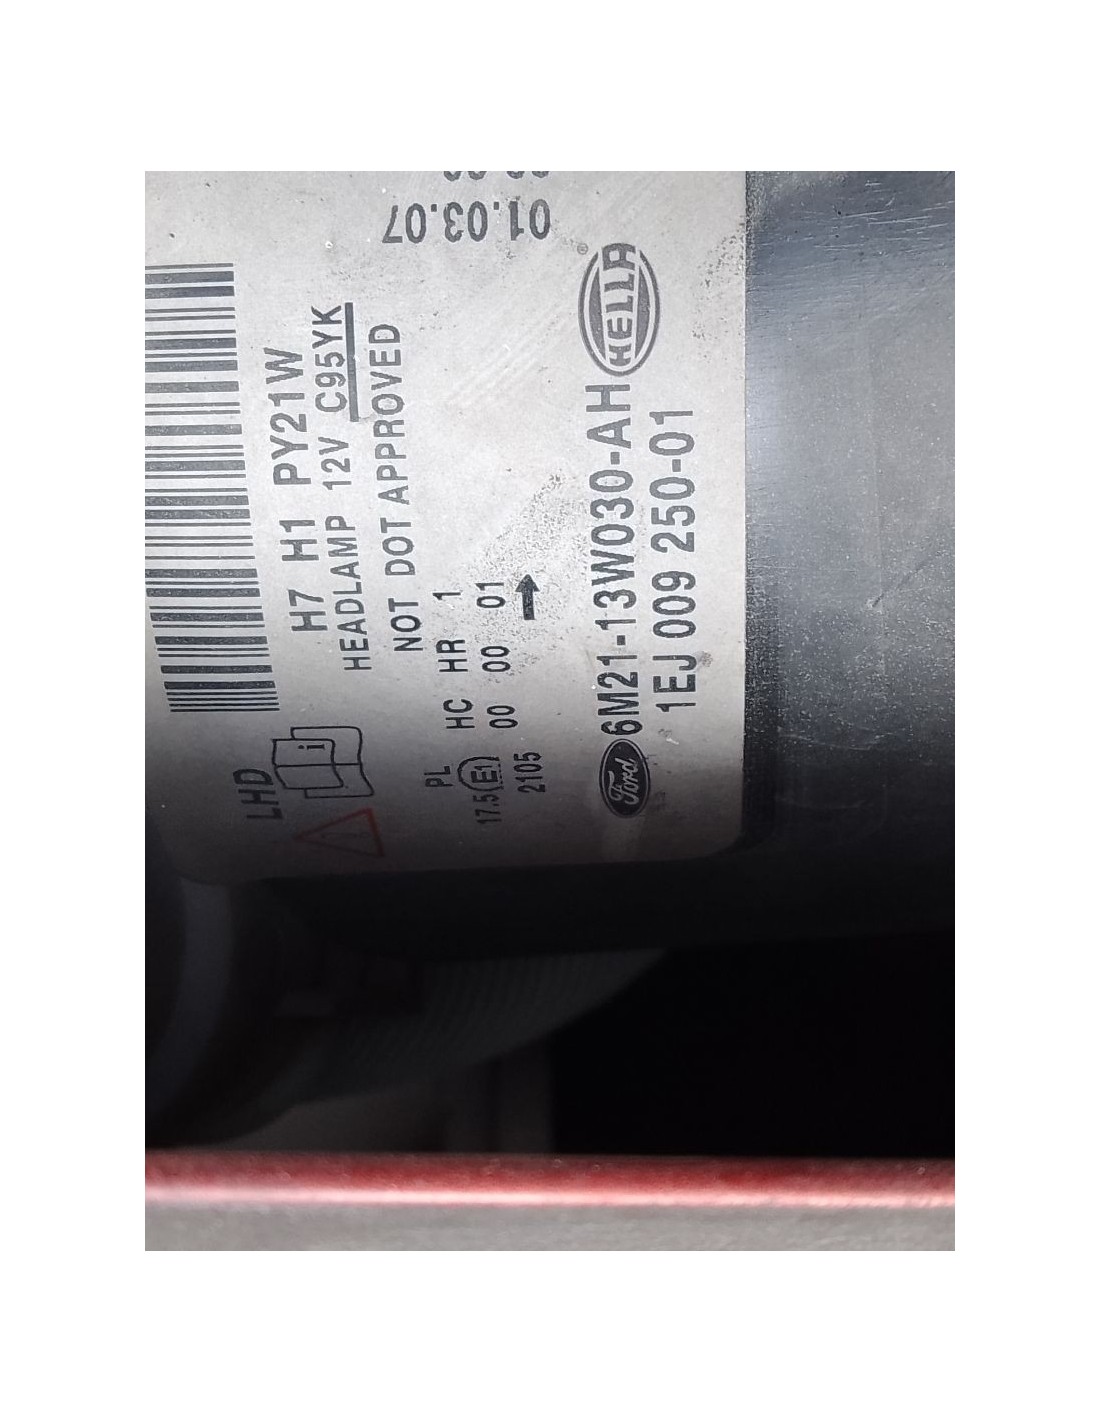 LHD
H7 H1 PY21W
HEADLAMP 12V C95YK
NOT DOT APPROVED
PL HC HR 1
17.5 E1 00 00 01
2105
01.03.07
Ford 6M21-13W030-AH HELLA ®
1EJ 009 250-01